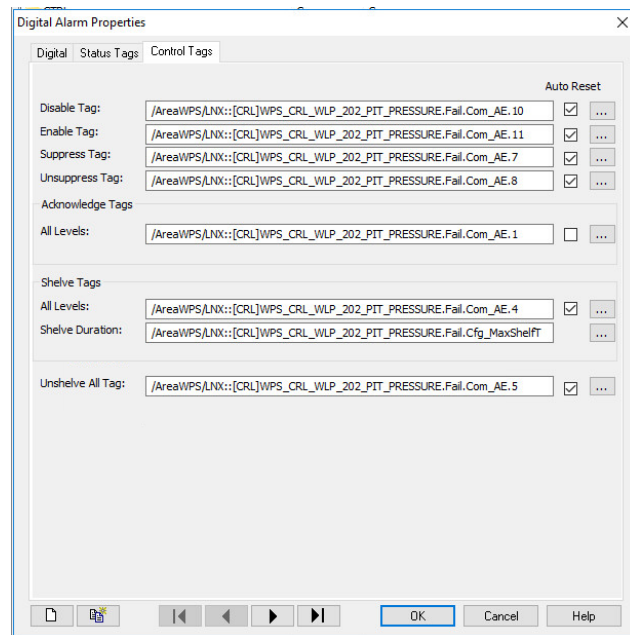 Digital Alarm Properties
Digital Status Tags Control Tags
Auto Reset
Disable Tag: /AreaWPS/LNX::[CRL]WPS_CRL_WLP_202_PIT_PRESSURE.Fail.Com_AE.10 ...
Enable Tag: /AreaWPS/LNX::[CRL]WPS_CRL_WLP_202_PIT_PRESSURE.Fail.Com_AE.11 ...
Suppress Tag: /AreaWPS/LNX::[CRL]WPS_CRL_WLP_202_PIT_PRESSURE.Fail.Com_AE.7 ...
Unsuppress Tag: /AreaWPS/LNX::[CRL]WPS_CRL_WLP_202_PIT_PRESSURE.Fail.Com_AE.8 ...
Acknowledge Tags
All Levels: /AreaWPS/LNX::[CRL]WPS_CRL_WLP_202_PIT_PRESSURE.Fail.Com_AE.1 ...
Shelve Tags
All Levels: /AreaWPS/LNX::[CRL]WPS_CRL_WLP_202_PIT_PRESSURE.Fail.Com_AE.4 ...
Shelve Duration: /AreaWPS/LNX::[CRL]WPS_CRL_WLP_202_PIT_PRESSURE.Fail.Cfg_MaxShelfT ...
Unshelve All Tag: /AreaWPS/LNX::[CRL]WPS_CRL_WLP_202_PIT_PRESSURE.Fail.Com_AE.5 ...
OK Cancel Help